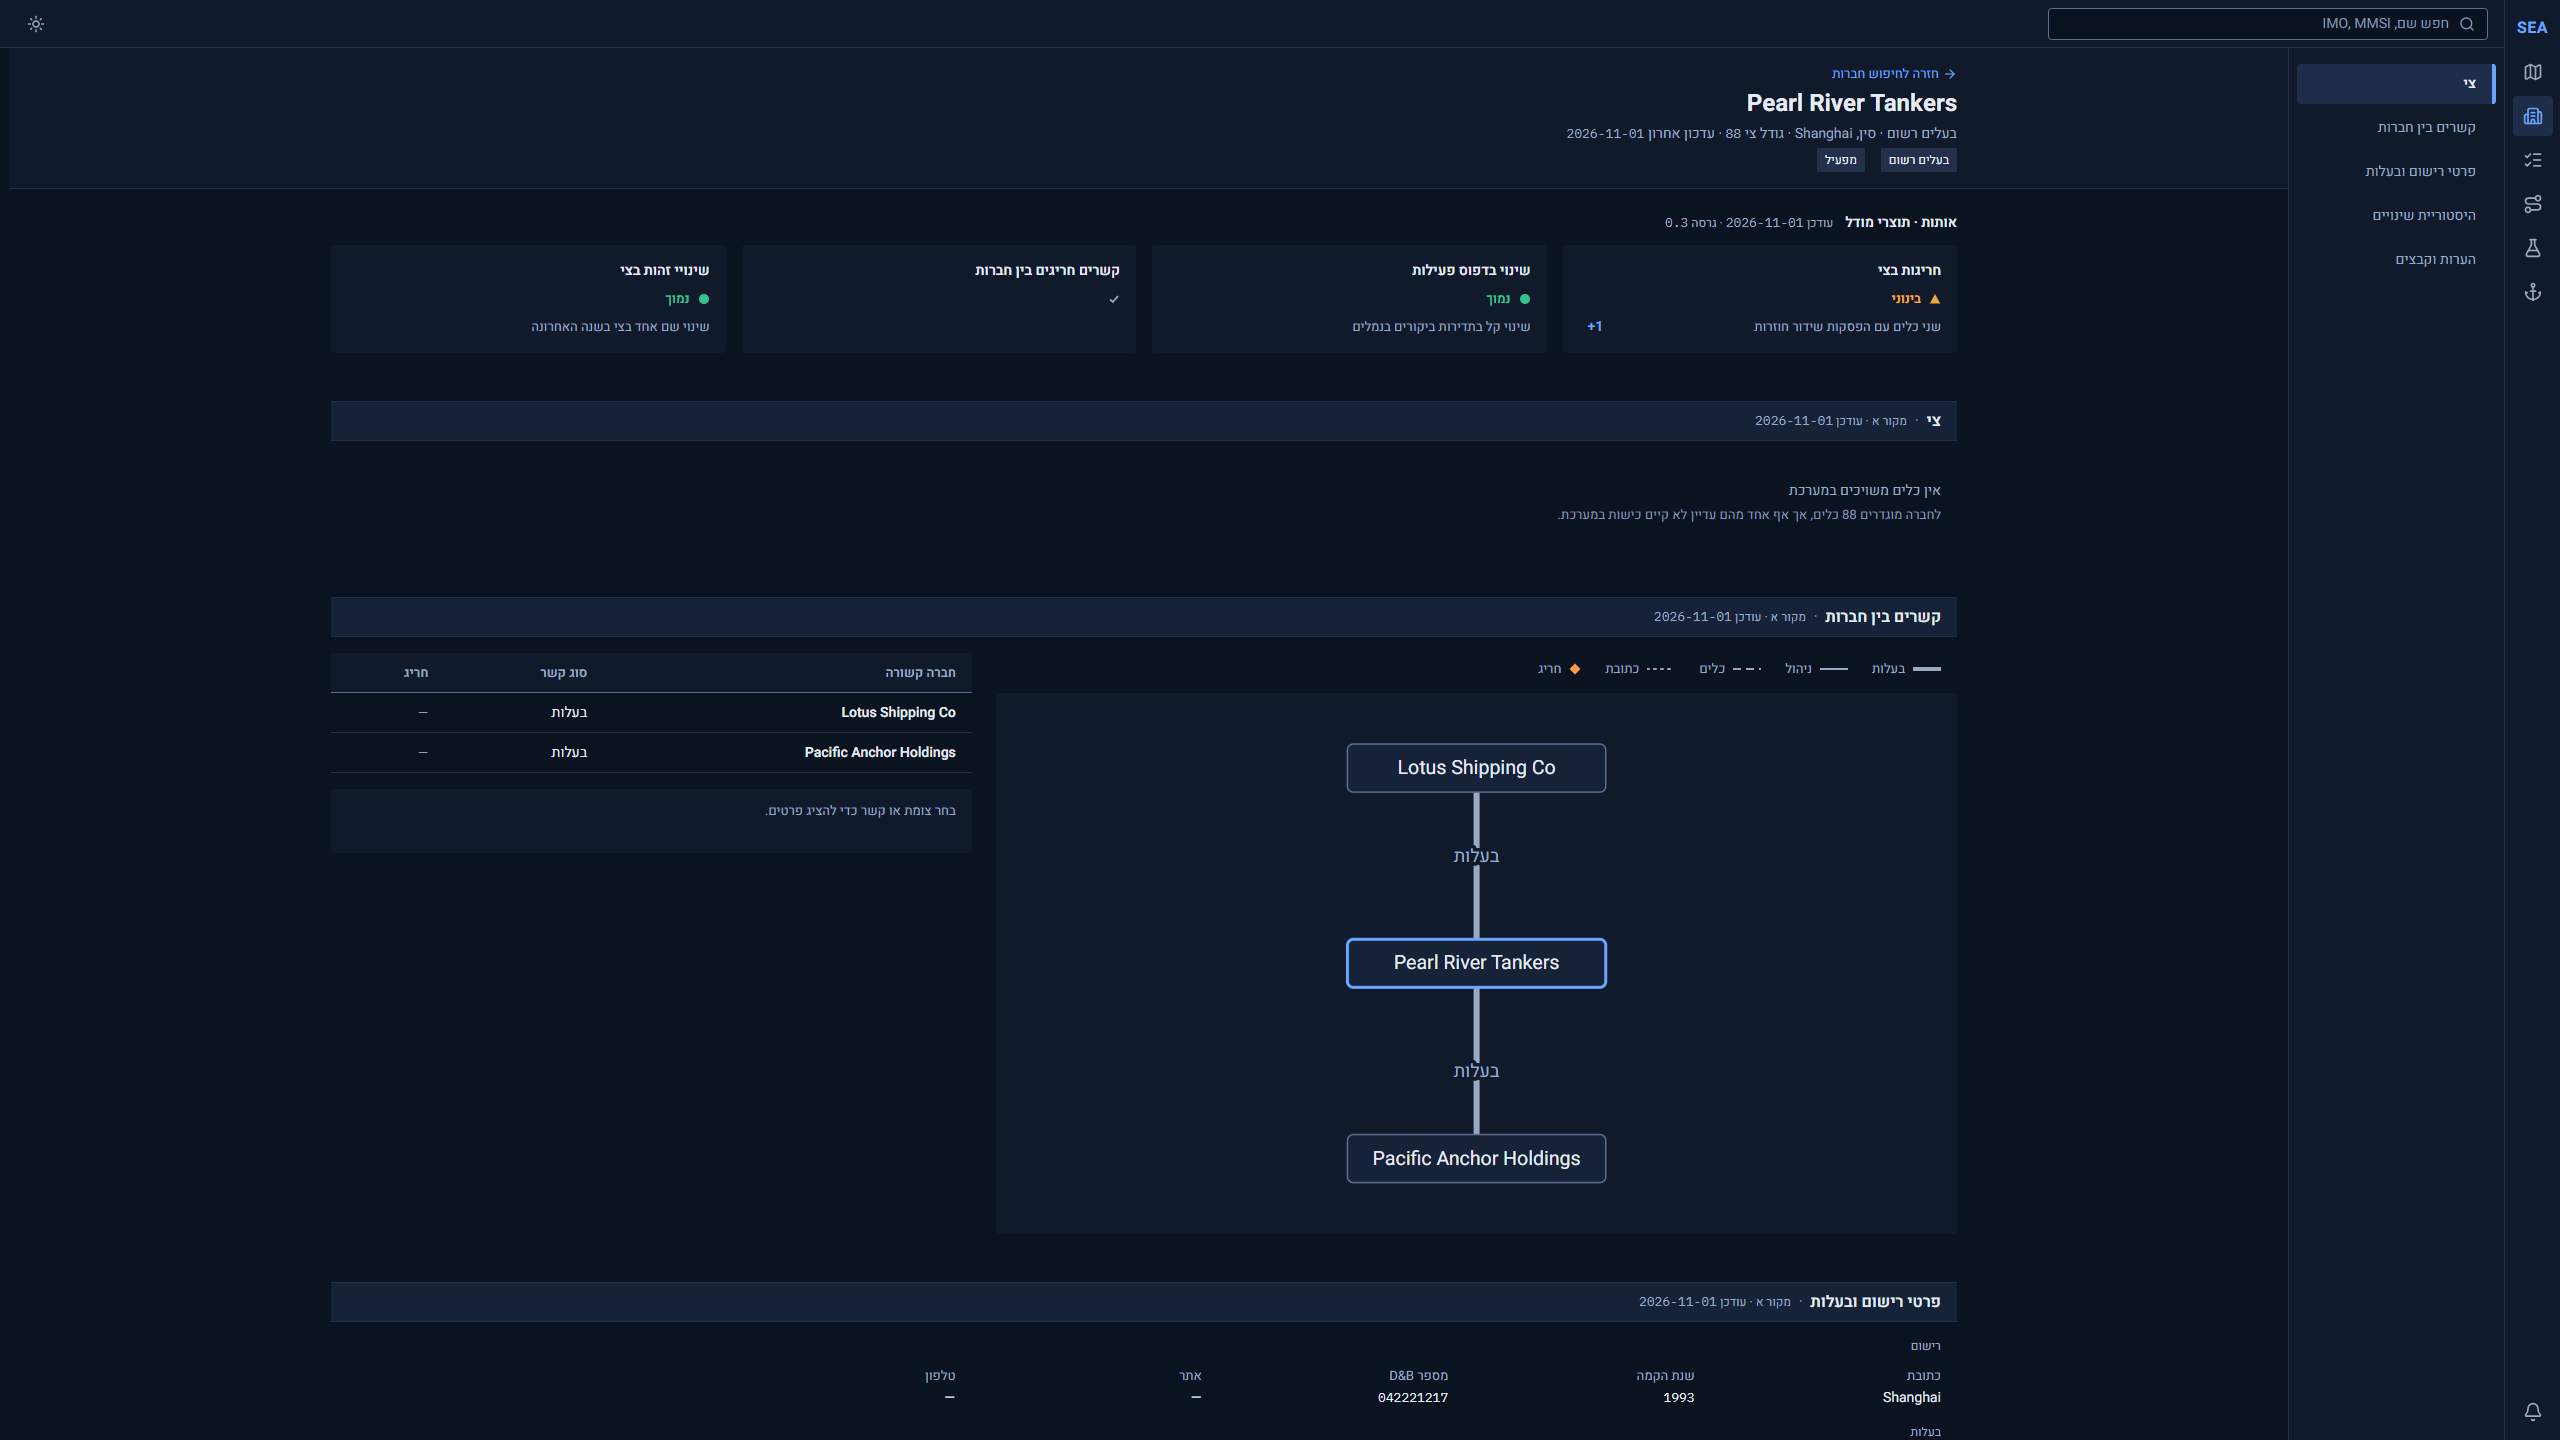 SEA
חפש שם, IMO, MMSI
צי
קשרים בין חברות
פרטי רישום ובעלות
היסטוריית שינויים
הערות וקבצים
חזרה לחיפוש חברות
Pearl River Tankers
בעלים רשום · סין, Shanghai · גודל צי 88 · עדכון אחרון 2026-11-01
בעלים רשום
מפעיל
אותות · תוצרי מודל עודכן 2026-11-01 · גרסה 0.3
חריגות בצי
בינוני
שני כלים עם הפסקות שידור חוזרות
+1
שינוי בדפוס פעילות
נמוך
שינוי קל בתדירות ביקורים בנמלים
קשרים חריגים בין חברות
שינויי זהות בצי
נמוך
שינוי שם אחד בצי בשנה האחרונה
צי · מקור א · עודכן 2026-11-01
אין כלים משויכים במערכת
לחברה מוגדרים 88 כלים, אך אף אחד מהם עדיין לא קיים כישות במערכת.
קשרים בין חברות · מקור א · עודכן 2026-11-01
בעלות ניהול כלים כתובת חריג
Lotus Shipping Co
בעלות
Pearl River Tankers
בעלות
Pacific Anchor Holdings
חברה קשורה סוג קשר חריג
Lotus Shipping Co בעלות —
Pacific Anchor Holdings בעלות —
בחר צומת או קשר כדי להציג פרטים.
פרטי רישום ובעלות · מקור א · עודכן 2026-11-01
רישום
כתובת שנת הקמה מספר D&B אתר טלפון
Shanghai 1993 042221217 — —
בעלות